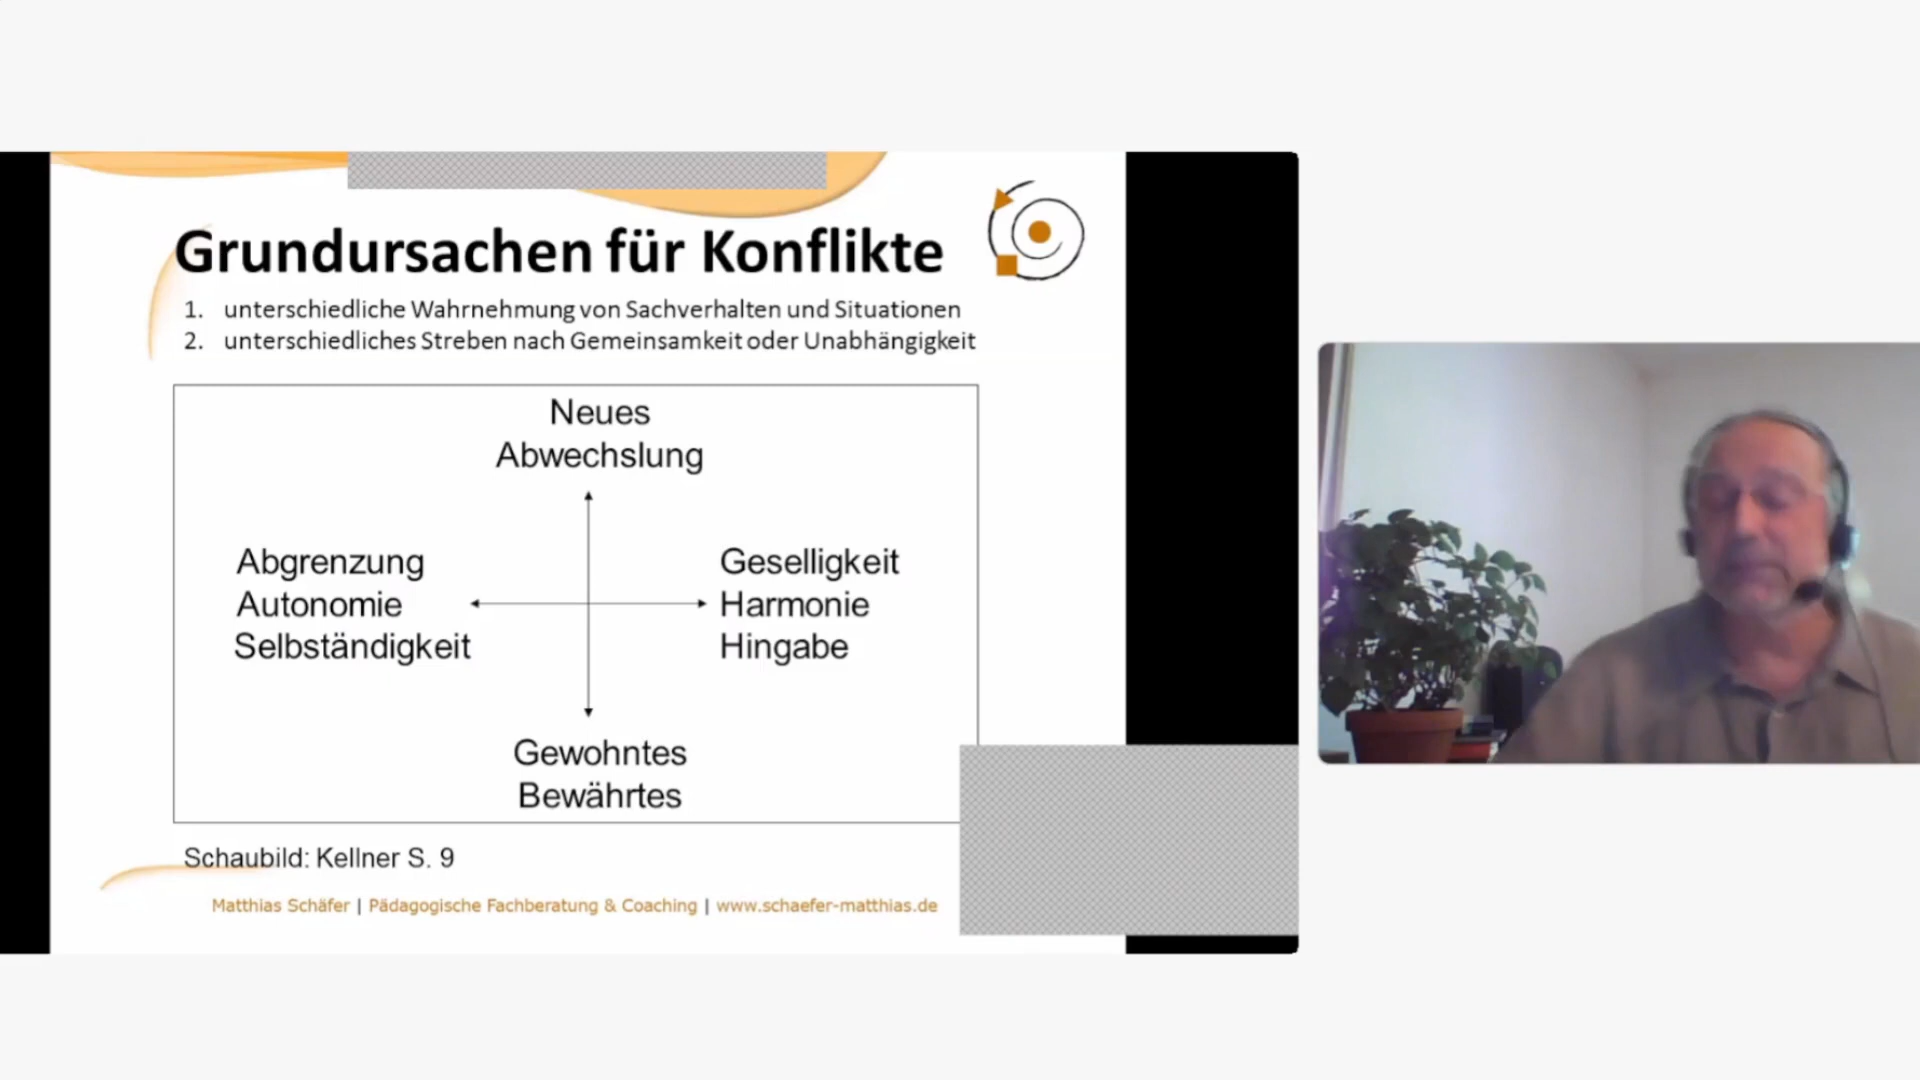 Grundursachen für Konflikte
1. unterschiedliche Wahrnehmung von Sachverhalten und Situationen
2. unterschiedliches Streben nach Gemeinsamkeit oder Unabhängigkeit
Neues
Abwechslung
Abgrenzung
Autonomie
Selbständigkeit
Geselligkeit
Harmonie
Hingabe
Gewohntes
Bewährtes
Schaubild: Kellner S. 9
Matthias Schäfer | Pädagogische Fachberatung & Coaching | www.schaefer-matthias.de